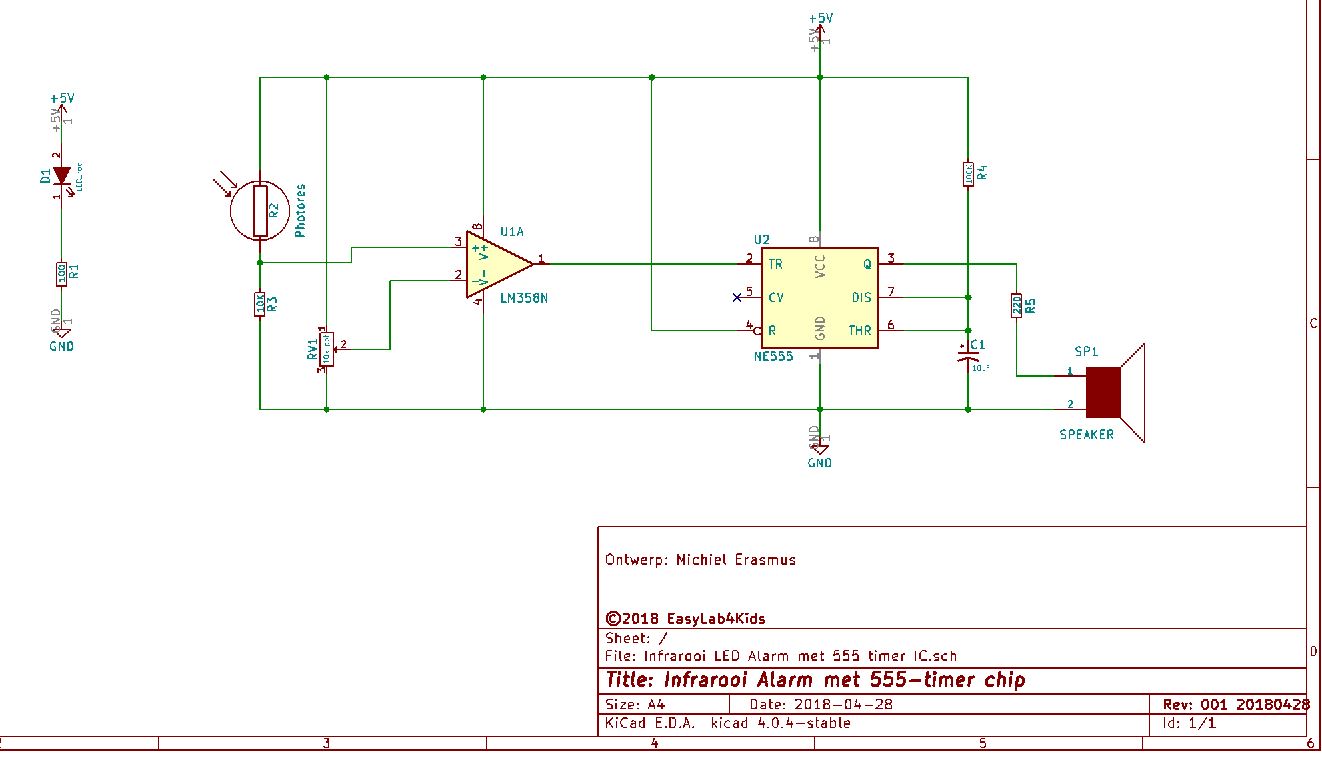 +5V
+5V
1
+5V
+5V
1
2
D1
1
100
R1
GND
1
GND
R2
Photores
10K
R3
RV1
1
2
3
3
2
8
4
V+
V-
1
U1A
LM358N
U2
2
TR
5
CV
4
R
8
VCC
GND
1
Q
3
DIS
7
THR
6
NE555
100K
R4
C1
220
R5
GND
1
GND
SP1
1
2
SPEAKER
C
D
Ontwerp: Nichiel Erasmus
©2018 EasyLab4Kids
Sheet: /
File: Infrarooi LED Alarm met 555 timer IC.sch
Title: Infrarooi Alarm met 555-timer chip
Size: A4
Date: 2018-04-28
Rev: 001 20180428
KiCad E.D.A. kicad 4.0.4-stable
Id: 1/1
3
4
5
6